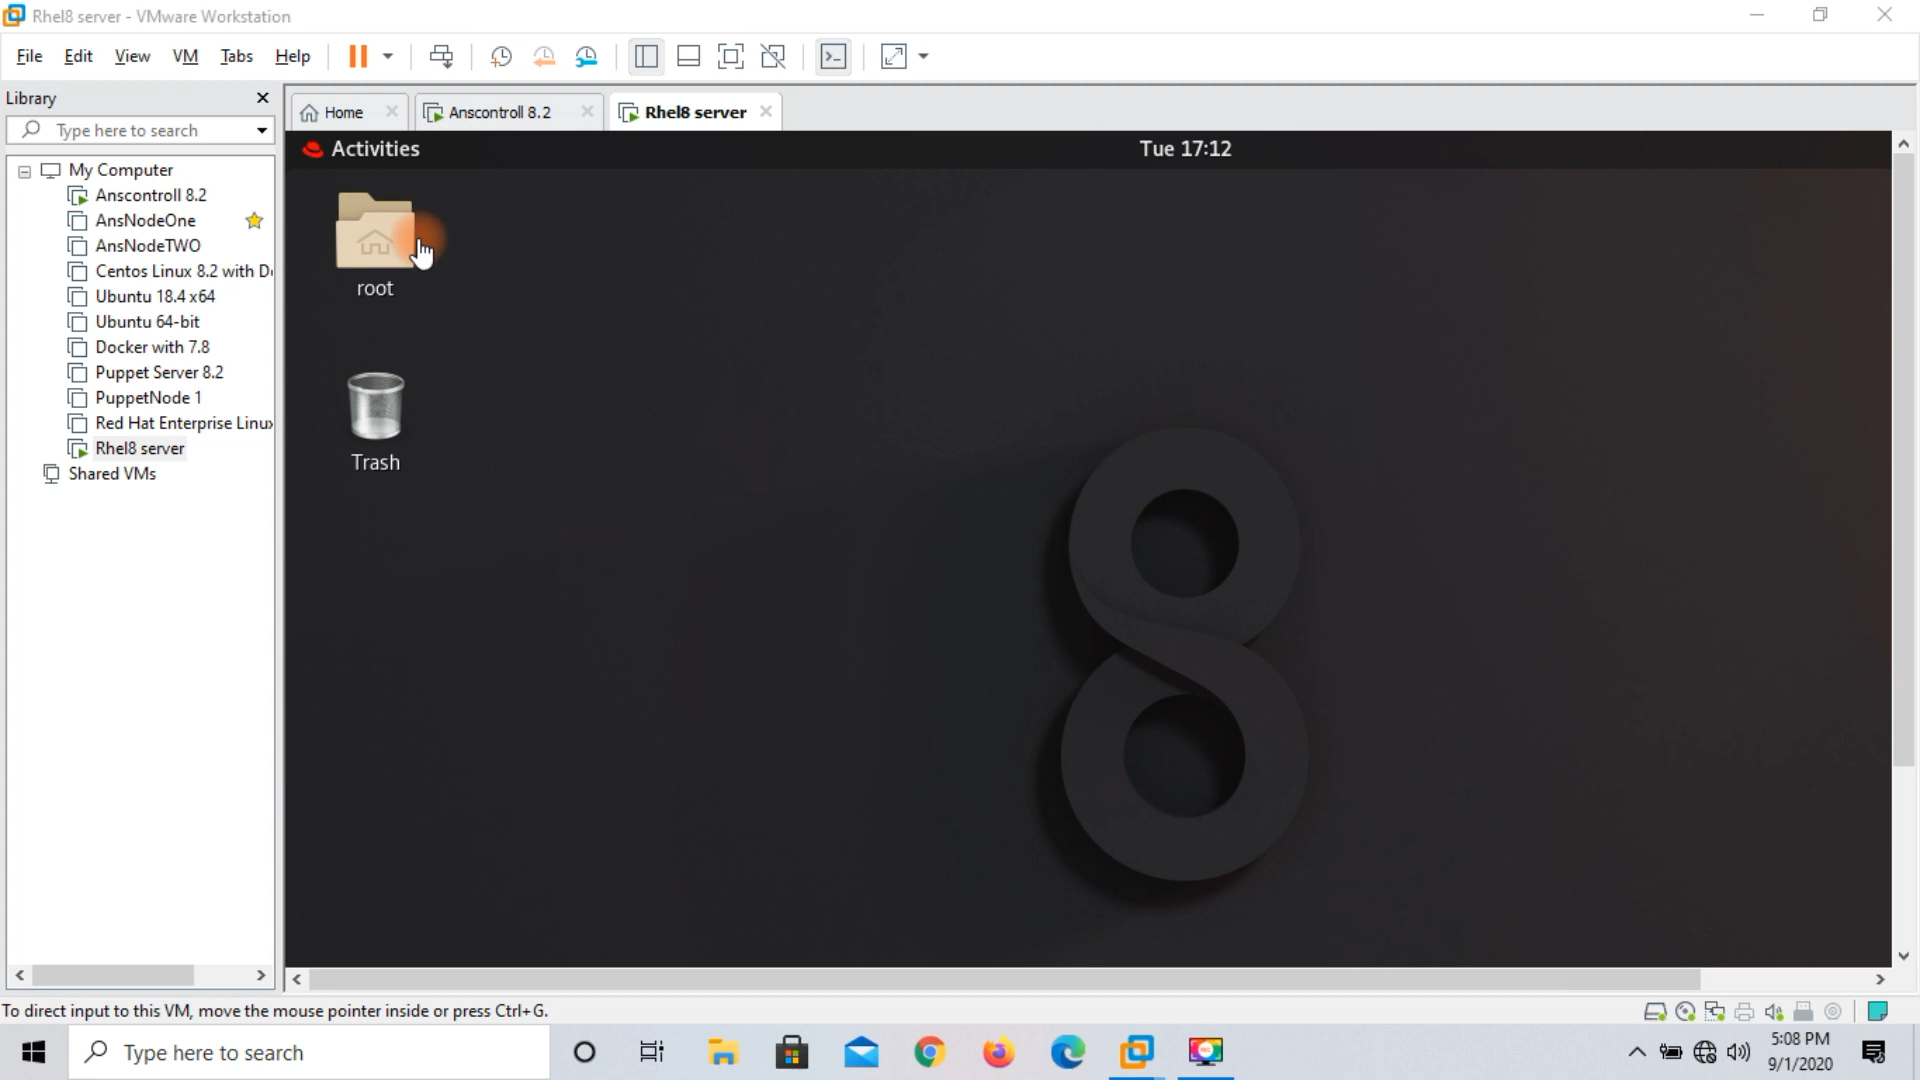 Rhel8 server - VMware Workstation
File Edit View VM Tabs Help
Library
Type here to search
My Computer
Anscontroll 8.2
AnsNodeOne
AnsNodeTWO
Centos Linux 8.2 with D
Ubuntu 18.4 x64
Ubuntu 64-bit
Docker with 7.8
Puppet Server 8.2
PuppetNode 1
Red Hat Enterprise Linux
Rhel8 server
Shared VMs
Home
Anscontroll 8.2
Rhel8 server
Activities
Tue 17:12
root
Trash
To direct input to this VM, move the mouse pointer inside or press Ctrl+G.
Type here to search
5:08 PM
9/1/2020